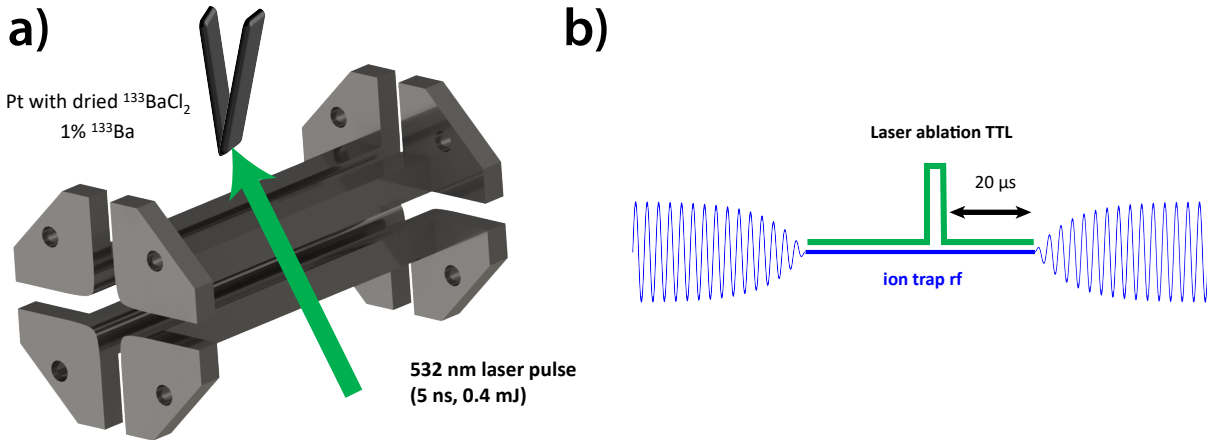 a)
Pt with dried ¹³³BaCl₂
1% ¹³³Ba
532 nm laser pulse
(5 ns, 0.4 mJ)
b)
Laser ablation TTL
20 µs
ion trap rf